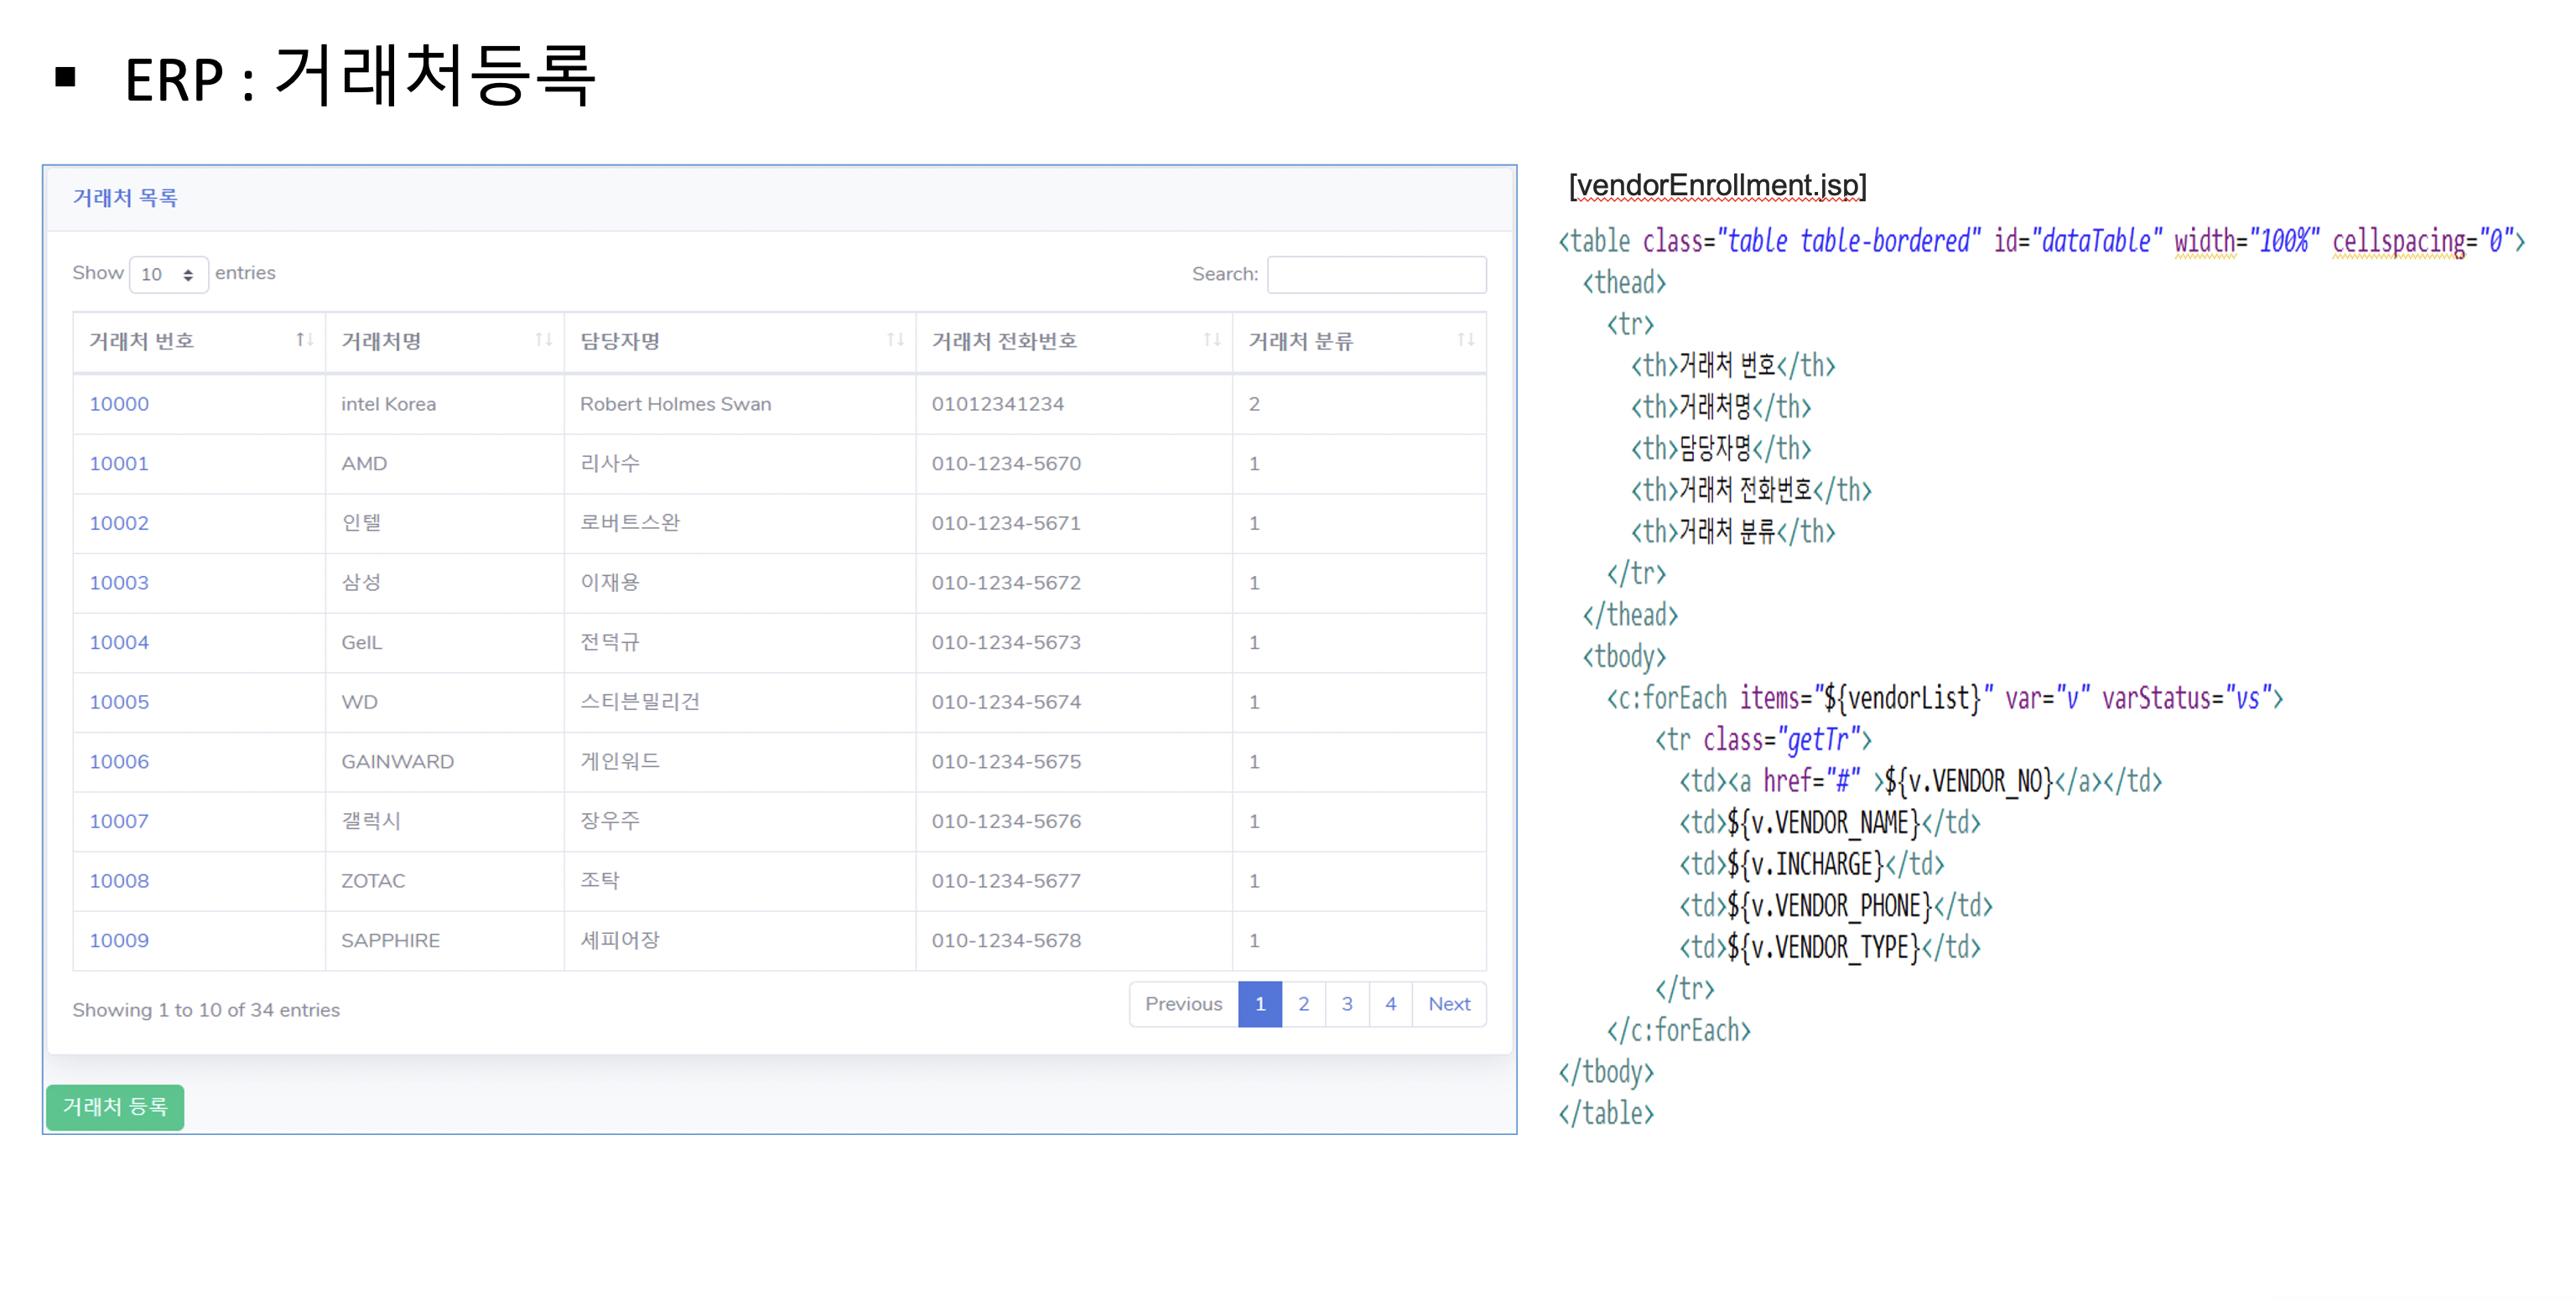 ▪ ERP : 거래처등록
거래처 목록
Show 10 entries
Search:
거래처 번호 거래처명 담당자명 거래처 전화번호 거래처 분류
10000 intel Korea Robert Holmes Swan 01012341234 2
10001 AMD 리사수 010-1234-5670 1
10002 인텔 로버트스완 010-1234-5671 1
10003 삼성 이재용 010-1234-5672 1
10004 GelL 전덕규 010-1234-5673 1
10005 WD 스티븐밀리건 010-1234-5674 1
10006 GAINWARD 게인워드 010-1234-5675 1
10007 갤럭시 장우주 010-1234-5676 1
10008 ZOTAC 조탁 010-1234-5677 1
10009 SAPPHIRE 셰피어장 010-1234-5678 1
Showing 1 to 10 of 34 entries
Previous 1 2 3 4 Next
거래처 등록
[vendorEnrollment.jsp]
<table class="table table-bordered" id="dataTable" width="100%" cellspacing="0">
<thead>
<tr>
<th>거래처 번호</th>
<th>거래처명</th>
<th>담당자명</th>
<th>거래처 전화번호</th>
<th>거래처 분류</th>
</tr>
</thead>
<tbody>
<c:forEach items="${vendorList}" var="v" varStatus="vs">
<tr class="getTr">
<td><a href="#" >${v.VENDOR_NO}</a></td>
<td>${v.VENDOR_NAME}</td>
<td>${v.INCHARGE}</td>
<td>${v.VENDOR_PHONE}</td>
<td>${v.VENDOR_TYPE}</td>
</tr>
</c:forEach>
</tbody>
</table>